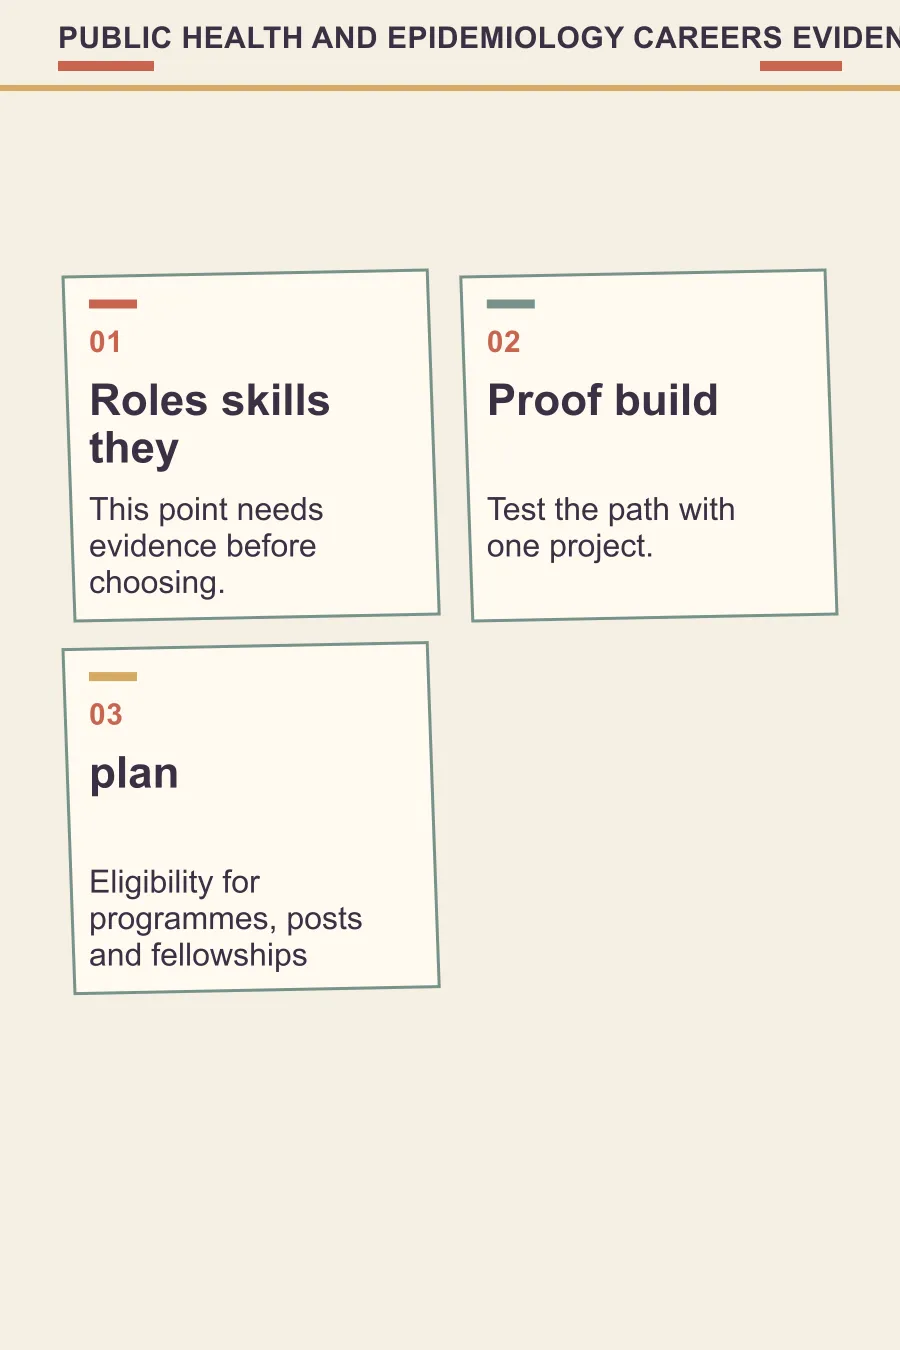 PUBLIC HEALTH AND EPIDEMIOLOGY CAREERS
01
Roles skills
they
This point needs
evidence before
choosing.
02
Proof build
Test the path with
one project.
03
plan
Eligibility for
programmes, posts
and fellowships